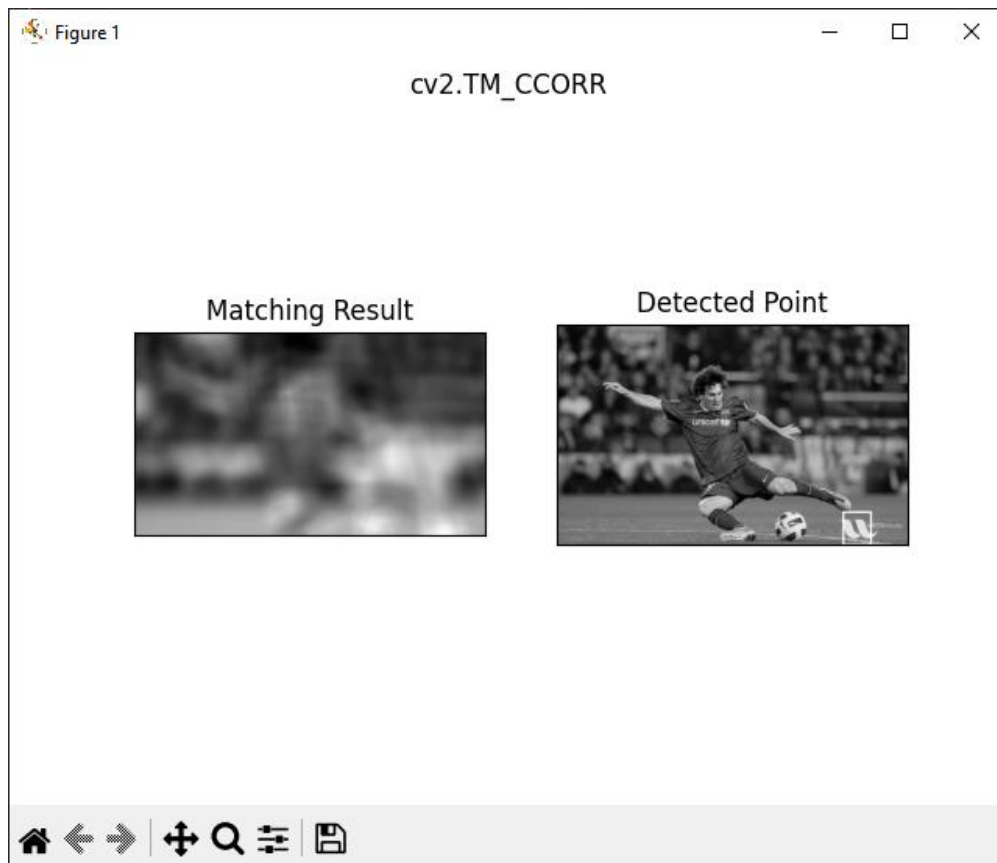 Figure 1
cv2.TM_CCORR
Matching Result
Detected Point
unicef